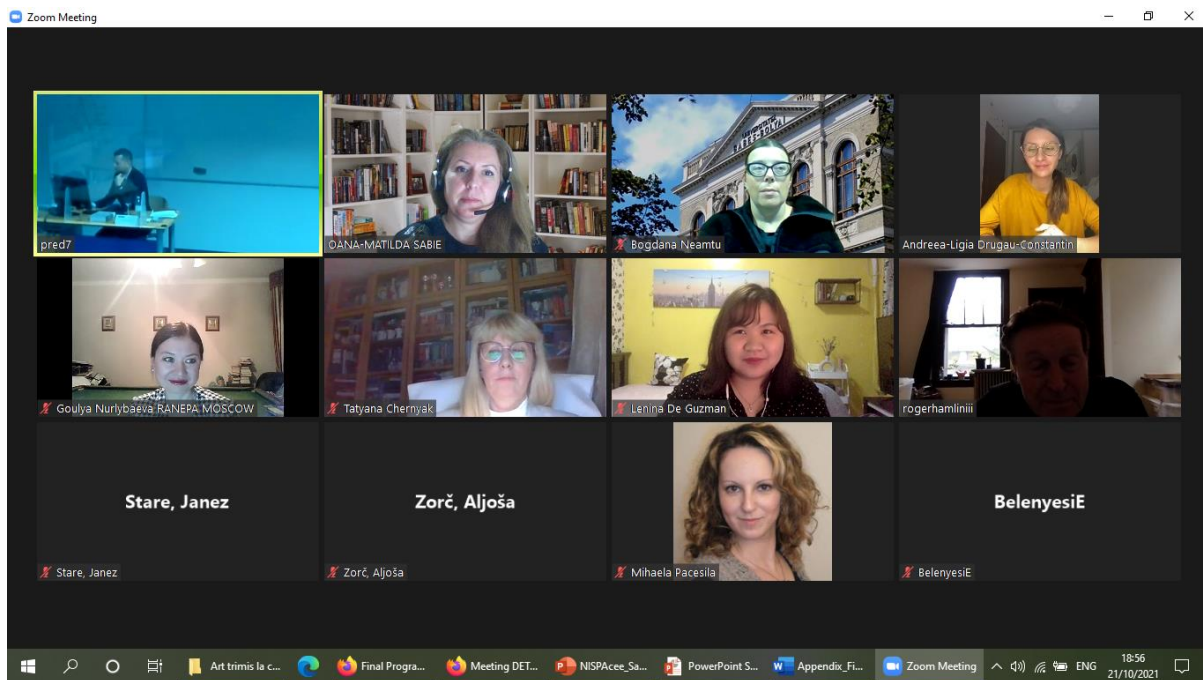 Zoom Meeting
pred7
OANA-MATILDA SABIE
BABEȘ-BOLYAI
Bogdana Neamtu
Andreea-Ligia Drugau-Constantin
Goulya Nurlybaeva RANEPA MOSCOW
Tatyana Chernyak
Lenina De Guzman
rogerhamliniii
Stare, Janez
Zorč, Aljoša
BelenyesiE
Stare, Janez
Zorč, Aljoša
Mihaela Pacesila
BelenyesiE
Art trimis la c...
Final Progra...
Meeting DET...
NISPAcee_Sa...
PowerPoint S...
Appendix_Fi...
Zoom Meeting
ENG
18:56
21/10/2021